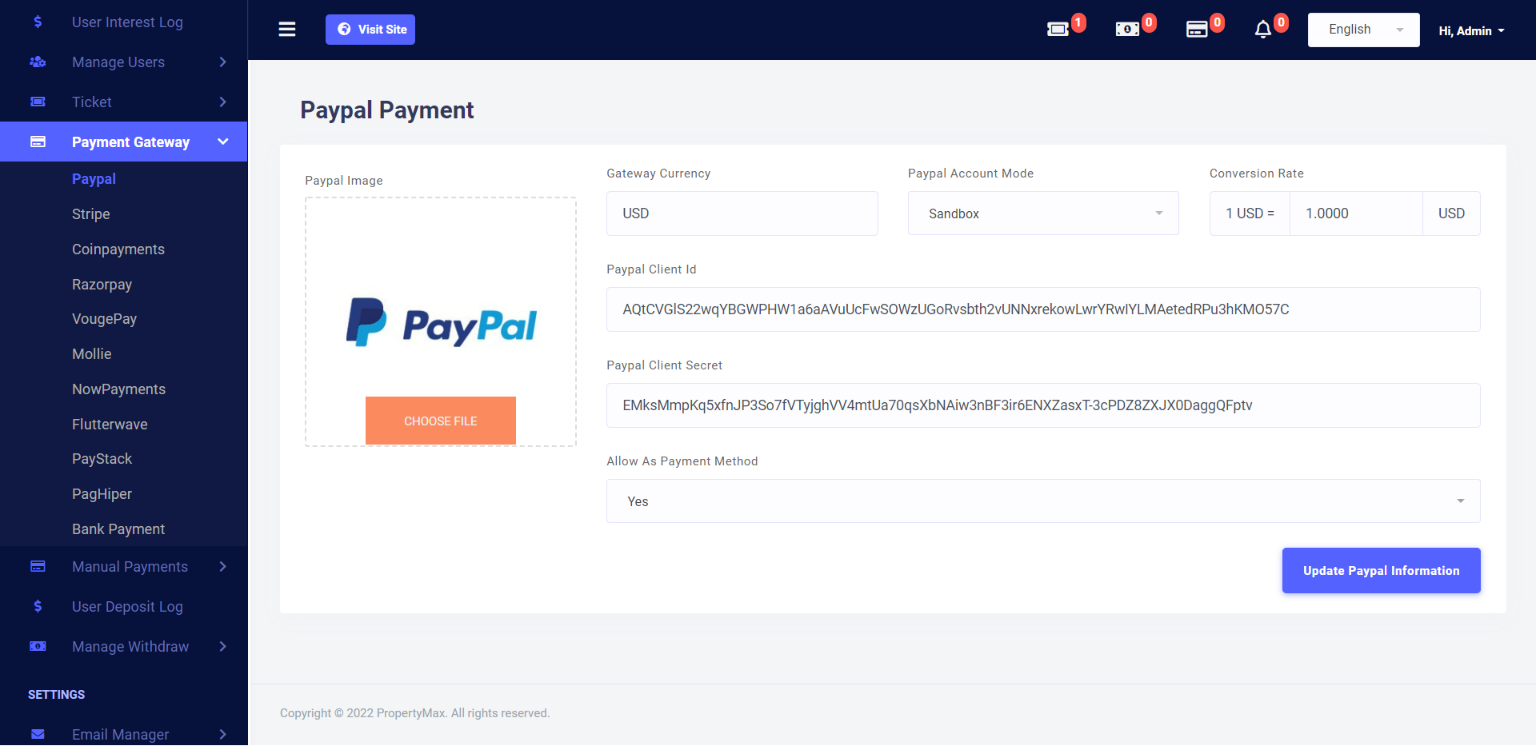 User Interest Log
Manage Users
Ticket
Payment Gateway
Paypal
Stripe
Coinpayments
Razorpay
VougePay
Mollie
NowPayments
Flutterwave
PayStack
PagHiper
Bank Payment
Manual Payments
User Deposit Log
Manage Withdraw
SETTINGS
Email Manager
Visit Site
1
0
0
0
English
Hi, Admin
Paypal Payment
Paypal Image
PayPal
CHOOSE FILE
Gateway Currency
USD
Paypal Account Mode
Sandbox
Conversion Rate
1 USD = 1.0000 USD
Paypal Client Id
AQtCVGlS22wqYBGWPHW1a6aAVuUcFwSOWzUGoRvsbth2vUNNxrekowLwrYRwIYLMAetedRPu3hKMO57C
Paypal Client Secret
EMksMmpKq5xfnJP3So7fVTyjghVV4mtUa70qsXbNAiw3nBF3ir6ENXZasxT-3cPDZ8ZXJX0DaggQFptv
Allow As Payment Method
Yes
Update Paypal Information
Copyright © 2022 PropertyMax. All rights reserved.